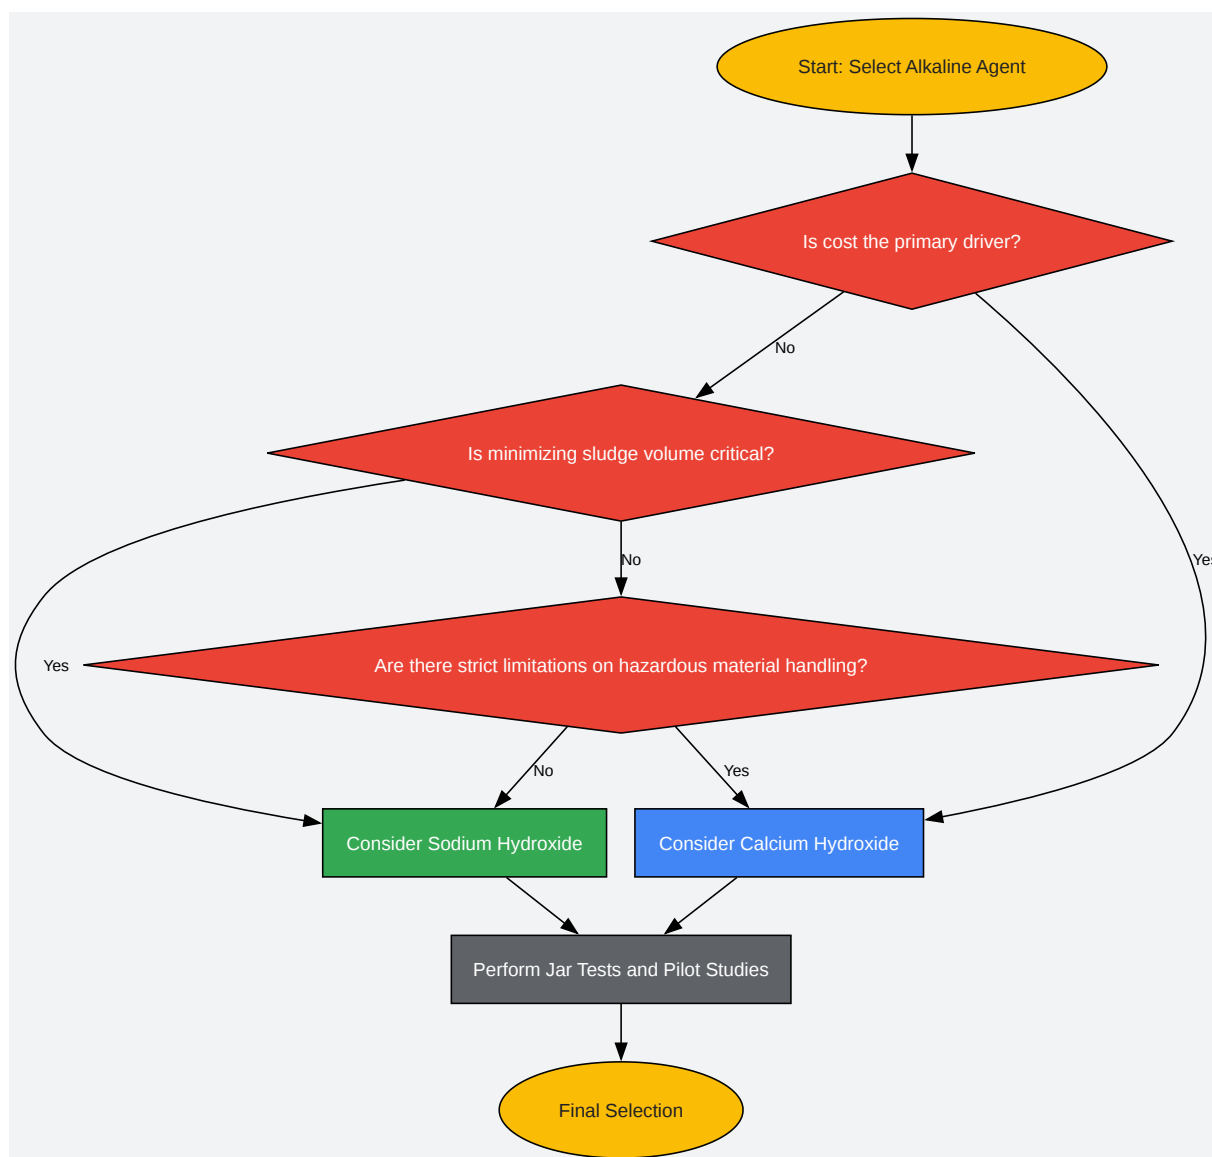 Start: Select Alkaline Agent
Is cost the primary driver?
No
Is minimizing sludge volume critical?
No
Yes
Are there strict limitations on hazardous material handling?
Yes
No
Yes
Consider Sodium Hydroxide
Consider Calcium Hydroxide
Perform Jar Tests and Pilot Studies
Final Selection